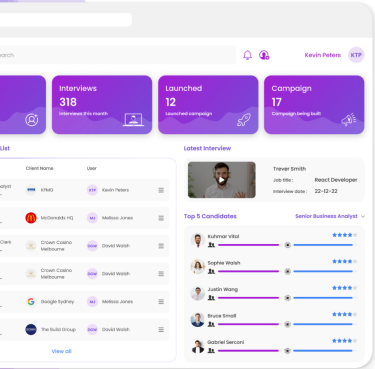 earch
Kevin Peters KTP
Interviews
318
Interviews this month
Launched
12
Launched campaign
Campaign
17
Campaign being built
List
Latest Interview
Client Name User
Trever Smith
Job title : React Developer
Interview date : 22-12-22
KPMG KTP Kevin Peters
McDonalds HQ MJ Melissa Jones
Clerk Crown Casino Melbourne David Walsh
Crown Casino Melbourne David Walsh
Google Sydney MJ Melissa Jones
The Build Group David Walsh
View all
Top 5 Candidates Senior Business Analyst
Kuhmar Vital
Sophie Walsh
Justin Wang
Bruce Small
Gabriel Serconi